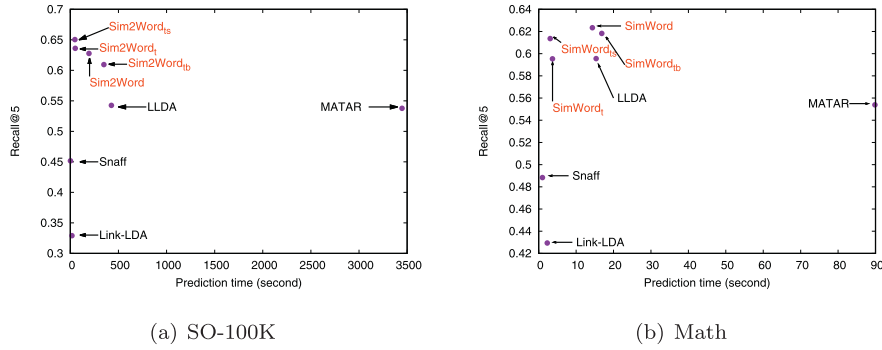 0.7
0.65
0.6
0.55
0.5
0.45
0.4
0.35
0.3
Recall@5
Sim2Wordts
Sim2Wordt
Sim2Wordtb
Sim2Word
LLDA
MATAR
Snaff
Link-LDA
0 500 1000 1500 2000 2500 3000 3500
Prediction time (second)
(a) SO-100K
0.64
0.62
0.6
0.58
0.56
0.54
0.52
0.5
0.48
0.46
0.44
0.42
Recall@5
SimWord
SimWordts
SimWordtb
LLDA
SimWordt
MATAR
Snaff
Link-LDA
0 10 20 30 40 50 60 70 80 90
Prediction time (second)
(b) Math